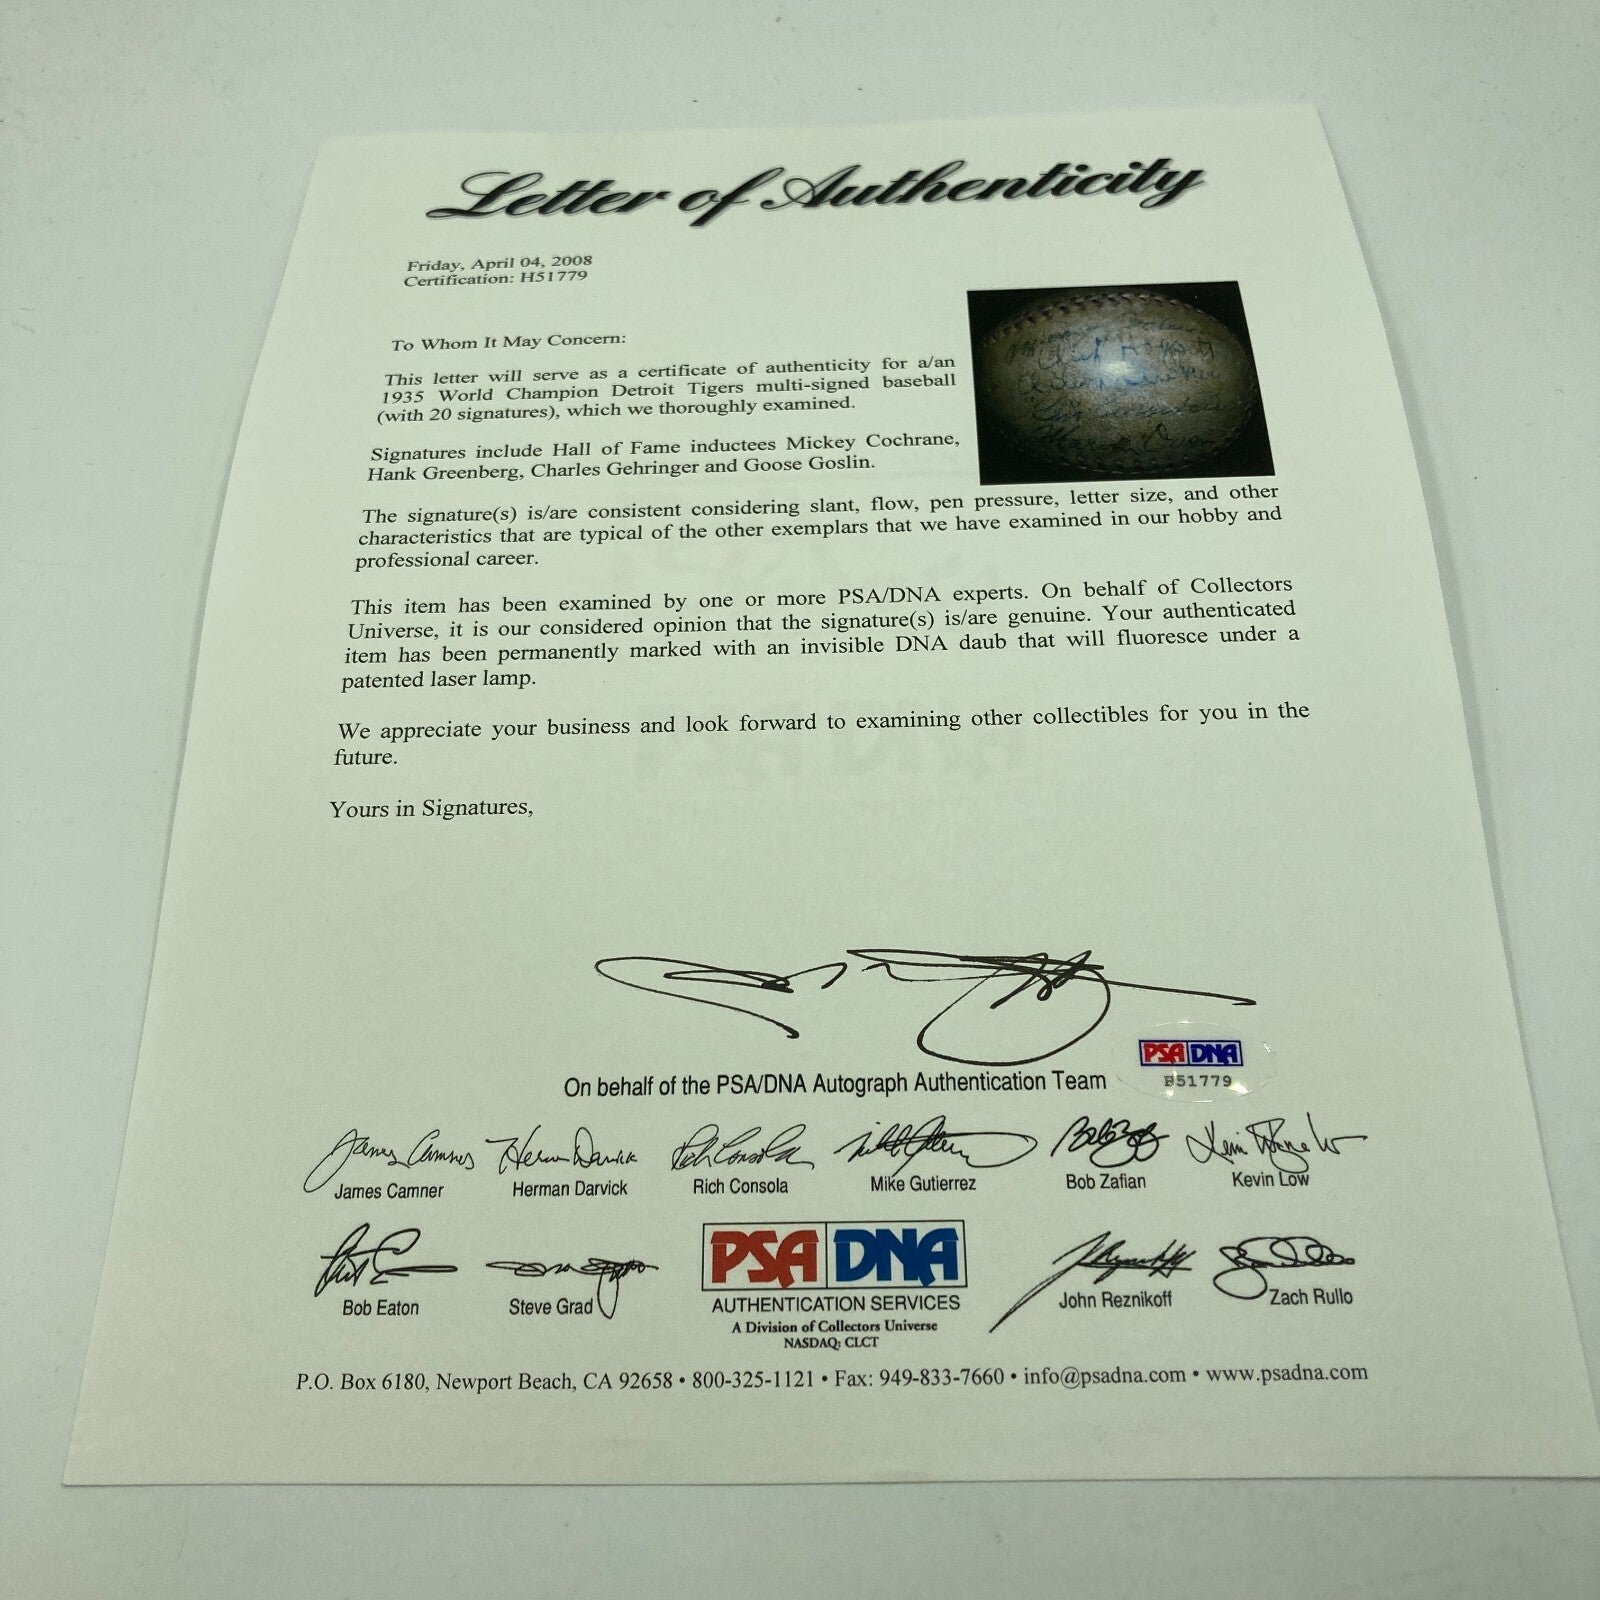 Letter of Authenticity
Friday, April 04, 2008
Certification: H51779
To Whom It May Concern:
This letter will serve as a certificate of authenticity for a/an
1935 World Champion Detroit Tigers multi-signed baseball
(with 20 signatures), which we thoroughly examined.
Signatures include Hall of Fame inductees Mickey Cochrane,
Hank Greenberg, Charles Gehringer and Goose Goslin.
The signature(s) is/are consistent considering slant, flow, pen pressure, letter size, and other
characteristics that are typical of the other exemplars that we have examined in our hobby and
professional career.
This item has been examined by one or more PSA/DNA experts. On behalf of Collectors
Universe, it is our considered opinion that the signature(s) is/are genuine. Your authenticated
item has been permanently marked with an invisible DNA daub that will fluoresce under a
patented laser lamp.
We appreciate your business and look forward to examining other collectibles for you in the
future.
Yours in Signatures,
PSA DNA
H51779
On behalf of the PSA/DNA Autograph Authentication Team
James Camner Herman Darvick Rich Consola
James Camner Herman Darvick Rich Consola Mike Gutierrez Bob Zafian Kevin Low
PSA DNA
Bob Eaton Steve Grad AUTHENTICATION SERVICES John Reznikoff Zach Rullo
A Division of Collectors Universe
NASDAQ: CLCT
P.O. Box 6180, Newport Beach, CA 92658 • 800-325-1121 • Fax: 949-833-7660 • info@psadna.com • www.psadna.com